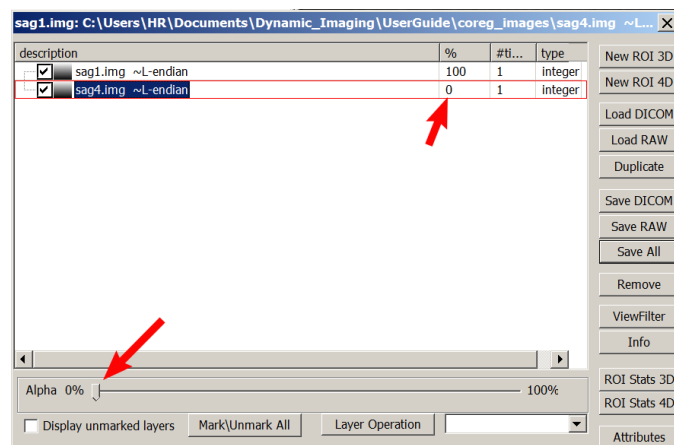 sag1.img: C:\Users\HR\Documents\Dynamic_Imaging\UserGuide\coreg_images\sag4.img ~L...
description % #ti... type
sag1.img ~L-endian 100 1 integer
sag4.img ~L-endian 0 1 integer
New ROI 3D
New ROI 4D
Load DICOM
Load RAW
Duplicate
Save DICOM
Save RAW
Save All
Remove
ViewFilter
Info
ROI Stats 3D
ROI Stats 4D
Attributes
Alpha 0% 100%
Display unmarked layers Mark\Unmark All Layer Operation